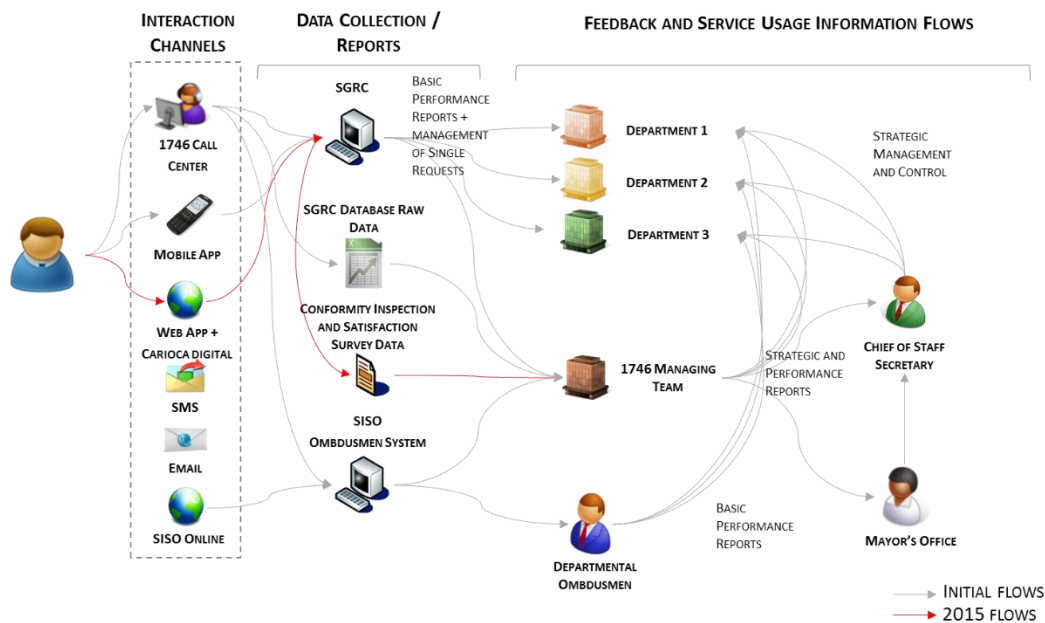 INTERACTION
CHANNELS
DATA COLLECTION /
REPORTS
FEEDBACK AND SERVICE USAGE INFORMATION FLOWS
1746 CALL
CENTER
MOBILE APP
WEB APP +
CARIOCA DIGITAL
SMS
EMAIL
SISO ONLINE
SGRC
SGRC DATABASE RAW
DATA
CONFORMITY INSPECTION
AND SATISFACTION
SURVEY DATA
SISO
OMBDUSMEN SYSTEM
BASIC
PERFORMANCE
REPORTS +
MANAGEMENT
OF SINGLE
REQUESTS
DEPARTMENT 1
DEPARTMENT 2
DEPARTMENT 3
1746 MANAGING
TEAM
DEPARTMENTAL
OMBDUSMEN
STRATEGIC
MANAGEMENT
AND CONTROL
STRATEGIC AND
PERFORMANCE
REPORTS
BASIC
PERFORMANCE
REPORTS
CHIEF OF STAFF
SECRETARY
MAYOR'S OFFICE
INITIAL FLOWS
2015 FLOWS